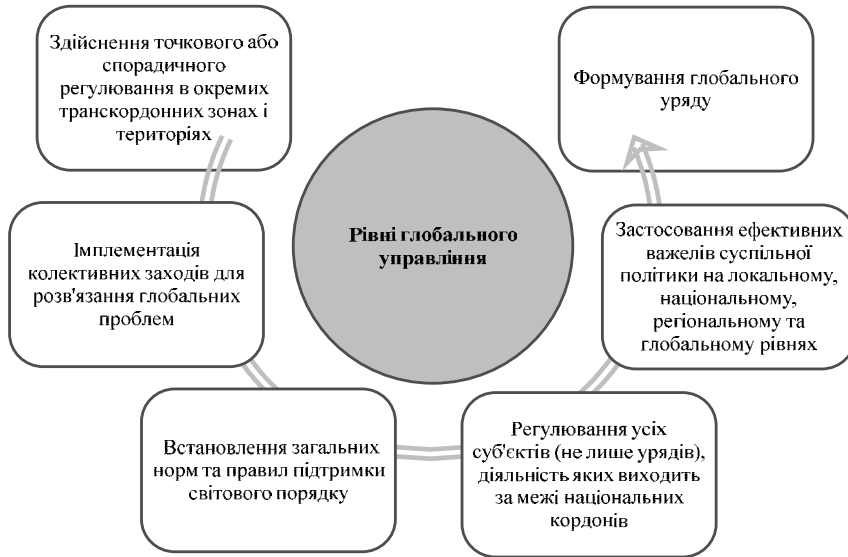 Здійснення точкового або
спорадичного
регулювання в окремих
транскордонних зонах і
територіях
Формування глобального
уряду
Рівні глобального
управління
Імплементація
колективних заходів для
розв'язання глобальних
проблем
Застосовання ефективних
важелів суспільної
політики на локальному,
національному,
регіональному та
глобальному рівнях
Встановлення загальних
норм та правил підтримки
світового порядку
Регулювання усіх
суб'єктів (не лише урядів),
діяльність яких виходить
за межі національних
кордонів